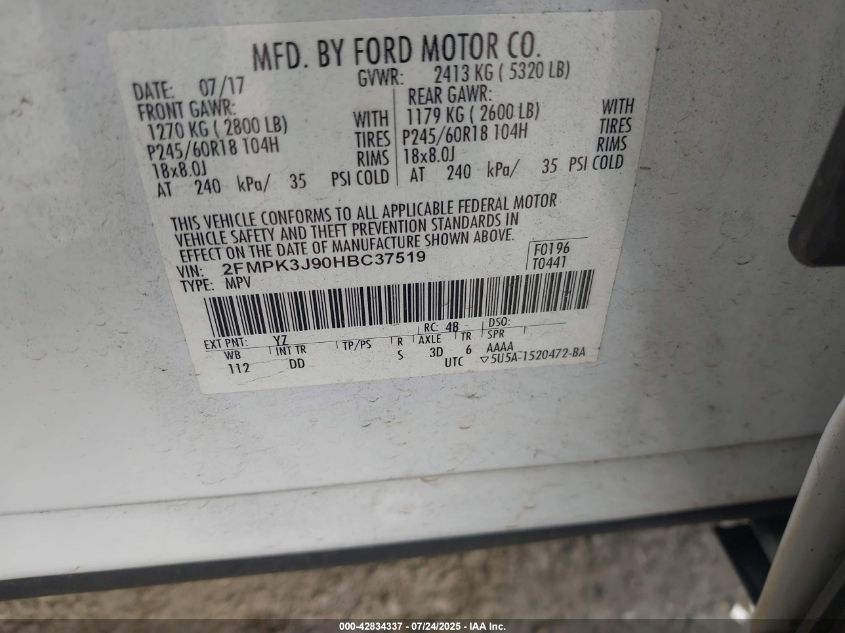 MFD. BY FORD MOTOR CO.
DATE: 07/17 GVWR: 2413 KG ( 5320 LB)
FRONT GAWR: REAR GAWR:
1270 KG ( 2800 LB) WITH 1179 KG ( 2600 LB) WITH
P245/60R18 104H TIRES P245/60R18 104H TIRES
18x8.0J RIMS 18x8.0J RIMS
AT 240 kPa/ 35 PSI COLD AT 240 kPa/ 35 PSI COLD
THIS VEHICLE CONFORMS TO ALL APPLICABLE FEDERAL MOTOR
VEHICLE SAFETY AND THEFT PREVENTION STANDARDS IN
EFFECT ON THE DATE OF MANUFACTURE SHOWN ABOVE.
VIN: 2FMPK3J90HBC37519 F0196
TYPE: MPV T0441
EXT PNT: YZ RC: 48 DSO:
WB INT TR TP/PS R AXLE TR SPR
112 DD S 3D 6 AAAA
UTC ▽5U5A-1520472-BA
000-42834337 - 07/24/2025 - IAA Inc.